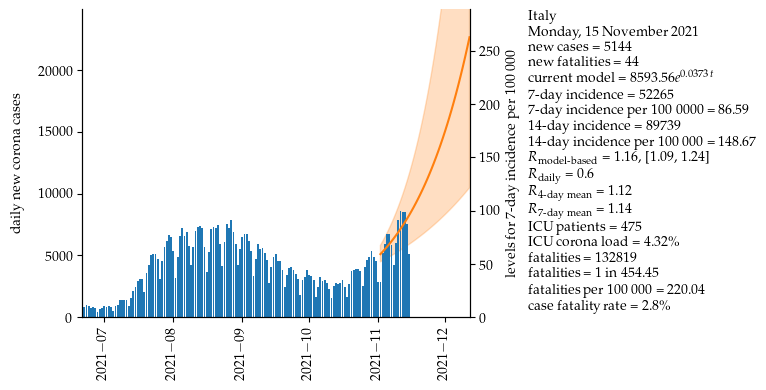 daily new corona cases
20000
15000
10000
5000
0
2021−07
2021−08
2021−09
2021−10
2021−11
2021−12
250
200
150
100
50
0
levels for 7-day incidence per 100 000
Italy
Monday, 15 November 2021
new cases = 5144
new fatalities = 44
current model = 8593.56e^0.0373 t
7-day incidence = 52265
7-day incidence per 100 0000 = 86.59
14-day incidence = 89739
14-day incidence per 100 000 = 148.67
R model-based = 1.16, [1.09, 1.24]
R daily = 0.6
R 4-day mean = 1.12
R 7-day mean = 1.14
ICU patients = 475
ICU corona load = 4.32%
fatalities = 132819
fatalities = 1 in 454.45
fatalities per 100 000 = 220.04
case fatality rate = 2.8%